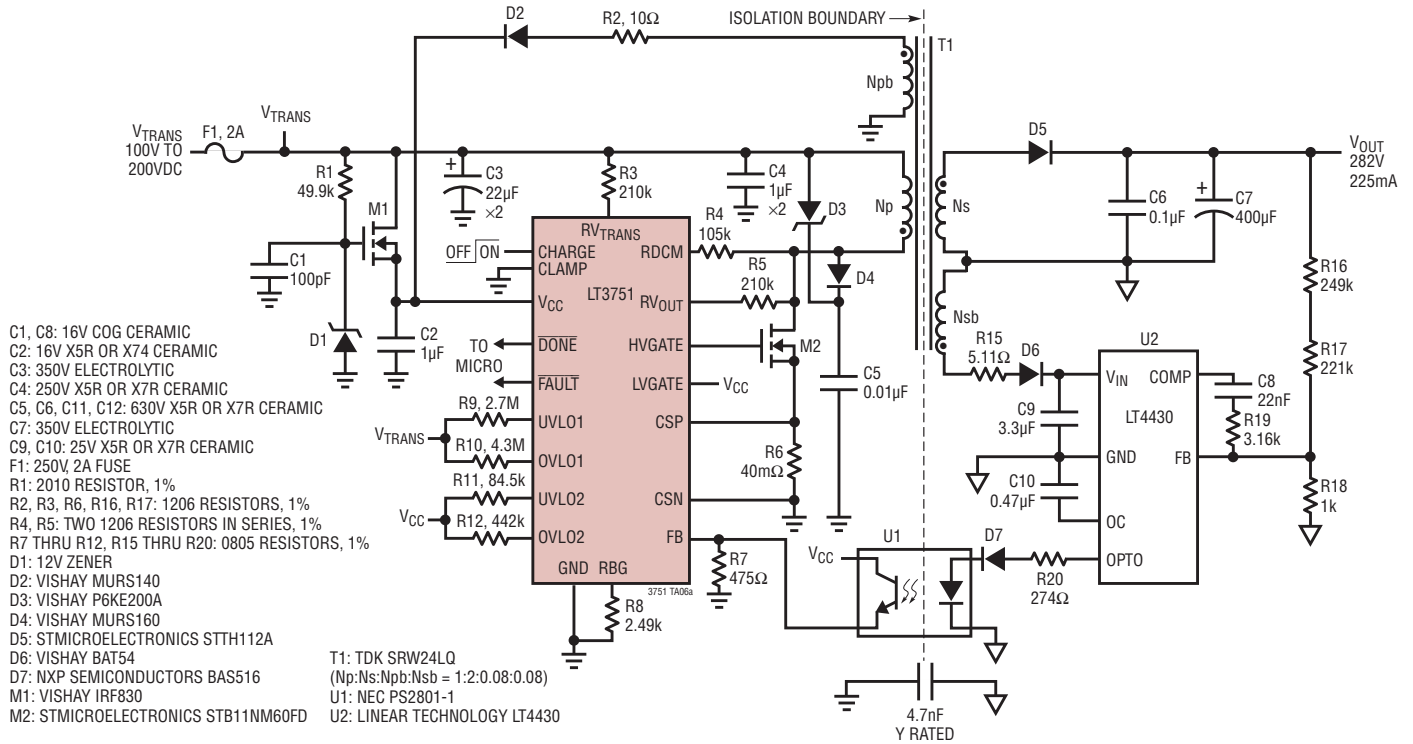 D2
R2, 10Ω
ISOLATION BOUNDARY
T1
Npb
VTRANS
VTRANS
100V TO
200VDC
F1, 2A
R1
49.9k
M1
+
C3
22µF
×2
R3
210k
C4
1µF
×2
D3
Np
Ns
D5
VOUT
282V
225mA
C6
0.1µF
+
C7
400µF
C1
100pF
OFF ON
RVTRANS
CHARGE
CLAMP
RDCM
R4
105k
LT3751
VCC
RVOUT
R5
210k
D4
Nsb
R16
249k
D1
C2
1µF
TO
MICRO
DONE
FAULT
HVGATE
LVGATE
VCC
M2
C5
0.01µF
R15
5.11Ω
D6
U2
VIN
COMP
LT4430
GND
FB
OC
OPTO
C8
22nF
R19
3.16k
R17
221k
C9
3.3µF
C10
0.47µF
R18
1k
VTRANS
R9, 2.7M
R10, 4.3M
UVLO1
OVLO1
CSP
R6
40mΩ
VCC
R11, 84.5k
R12, 442k
UVLO2
OVLO2
CSN
FB
GND
RBG
3751 TA06a
R7
475Ω
R8
2.49k
VCC
U1
D7
R20
274Ω
4.7nF
Y RATED
C1, C8: 16V COG CERAMIC
C2: 16V X5R OR X74 CERAMIC
C3: 350V ELECTROLYTIC
C4: 250V X5R OR X7R CERAMIC
C5, C6, C11, C12: 630V X5R OR X7R CERAMIC
C7: 350V ELECTROLYTIC
C9, C10: 25V X5R OR X7R CERAMIC
F1: 250V, 2A FUSE
R1: 2010 RESISTOR, 1%
R2, R3, R6, R16, R17: 1206 RESISTORS, 1%
R4, R5: TWO 1206 RESISTORS IN SERIES, 1%
R7 THRU R12, R15 THRU R20: 0805 RESISTORS, 1%
D1: 12V ZENER
D2: VISHAY MURS140
D3: VISHAY P6KE200A
D4: VISHAY MURS160
D5: STMICROELECTRONICS STTH112A
D6: VISHAY BAT54
D7: NXP SEMICONDUCTORS BAS516
M1: VISHAY IRF830
M2: STMICROELECTRONICS STB11NM60FD
T1: TDK SRW24LQ
(Np:Ns:Npb:Nsb = 1:2:0.08:0.08)
U1: NEC PS2801-1
U2: LINEAR TECHNOLOGY LT4430